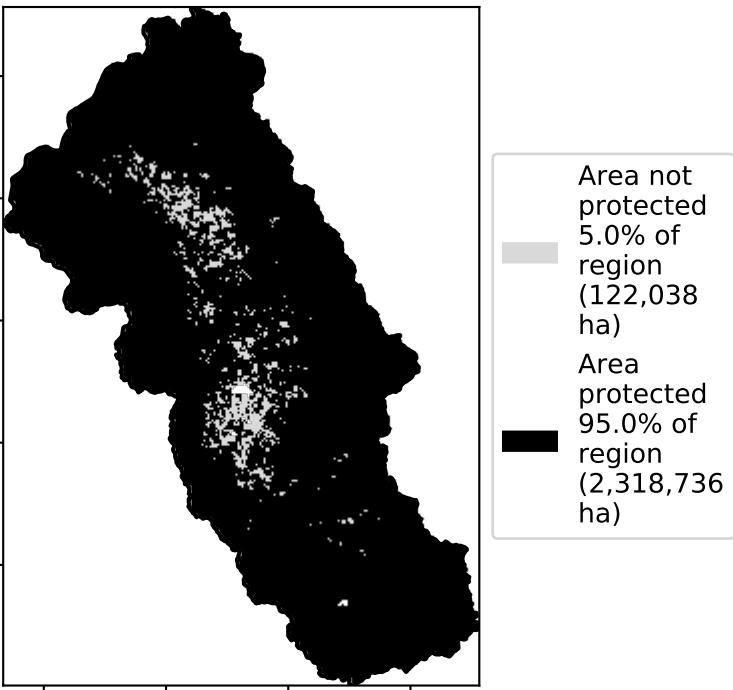 Area not
protected
5.0% of
region
(122,038
ha)
Area
protected
95.0% of
region
(2,318,736
ha)